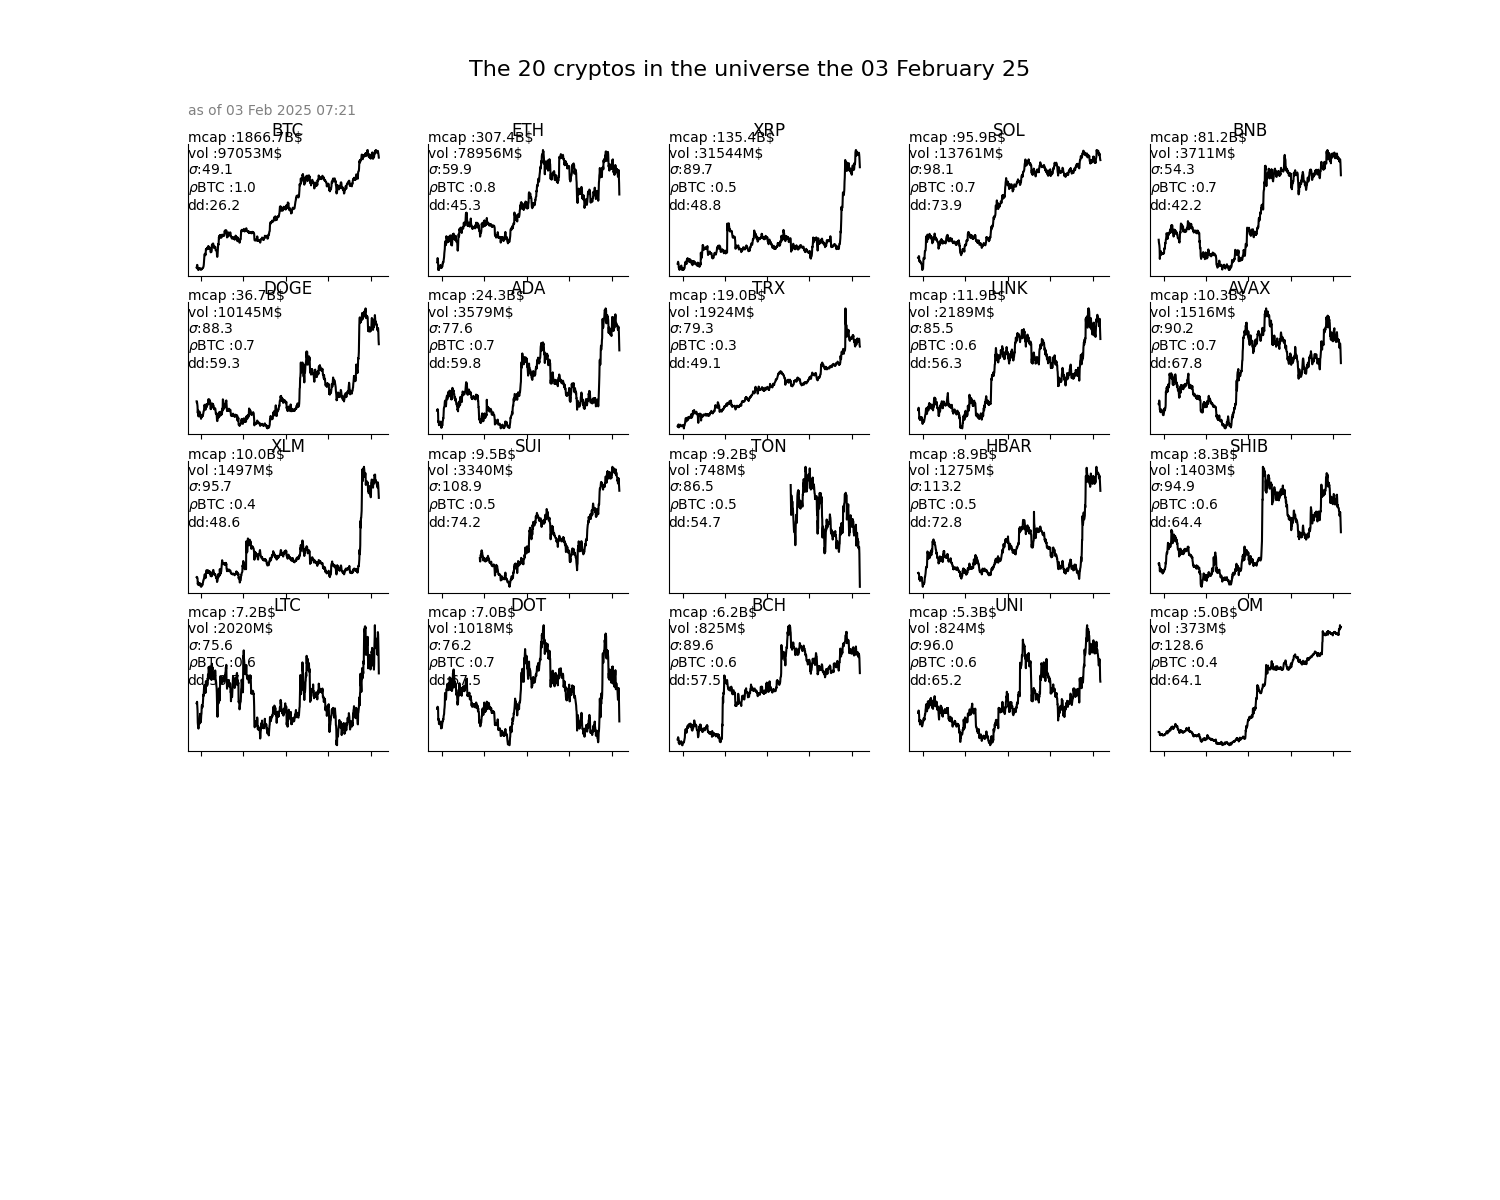 The 20 cryptos in the universe the 03 February 25
as of 03 Feb 2025 07:21
BTC
mcap :1866.7B$
vol :97053M$
σ:49.1
ρBTC :1.0
dd:26.2
ETH
mcap :307.4B$
vol :78956M$
σ:59.9
ρBTC :0.8
dd:45.3
XRP
mcap :135.4B$
vol :31544M$
σ:89.7
ρBTC :0.5
dd:48.8
SOL
mcap :95.9B$
vol :13761M$
σ:98.1
ρBTC :0.7
dd:73.9
BNB
mcap :81.2B$
vol :3711M$
σ:54.3
ρBTC :0.7
dd:42.2
DOGE
mcap :36.7B$
vol :10145M$
σ:88.3
ρBTC :0.7
dd:59.3
ADA
mcap :24.3B$
vol :3579M$
σ:77.6
ρBTC :0.7
dd:59.8
TRX
mcap :19.0B$
vol :1924M$
σ:79.3
ρBTC :0.3
dd:49.1
LINK
mcap :11.9B$
vol :2189M$
σ:85.5
ρBTC :0.6
dd:56.3
AVAX
mcap :10.3B$
vol :1516M$
σ:90.2
ρBTC :0.7
dd:67.8
XLM
mcap :10.0B$
vol :1497M$
σ:95.7
ρBTC :0.4
dd:48.6
SUI
mcap :9.5B$
vol :3340M$
σ:108.9
ρBTC :0.5
dd:74.2
TON
mcap :9.2B$
vol :748M$
σ:86.5
ρBTC :0.5
dd:54.7
HBAR
mcap :8.9B$
vol :1275M$
σ:113.2
ρBTC :0.5
dd:72.8
SHIB
mcap :8.3B$
vol :1403M$
σ:94.9
ρBTC :0.6
dd:64.4
LTC
mcap :7.2B$
vol :2020M$
σ:75.6
ρBTC :0.6
DOT
mcap :7.0B$
vol :1018M$
σ:76.2
ρBTC :0.7
dd:57.5
BCH
mcap :6.2B$
vol :825M$
σ:89.6
ρBTC :0.6
dd:57.5
UNI
mcap :5.3B$
vol :824M$
σ:96.0
ρBTC :0.6
dd:65.2
OM
mcap :5.0B$
vol :373M$
σ:128.6
ρBTC :0.4
dd:64.1